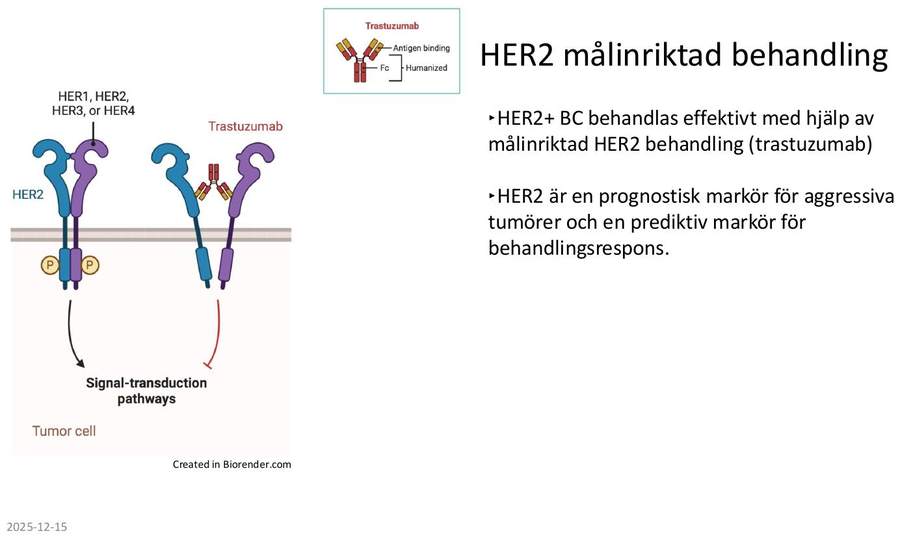 Trastuzumab
Antigen binding
Fc
Humanized
HER2 målinriktad behandling
HER1, HER2,
HER3, or HER4
Trastuzumab
HER2
P
P
Signal-transduction
pathways
Tumor cell
Created in Biorender.com
‣HER2+ BC behandlas effektivt med hjälp av
målinriktad HER2 behandling (trastuzumab)
‣HER2 är en prognostisk markör för aggressiva
tumörer och en prediktiv markör för
behandlingsrespons.
2025-12-15